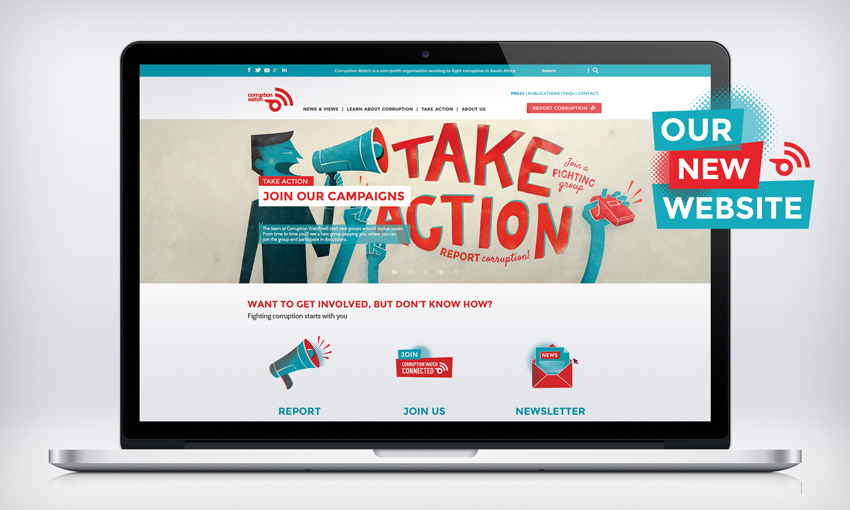 Corruption Watch is a non-profit organisation working to fight corruption in South Africa
Search
corruption
watch
PRESS | PUBLICATIONS | FAQs | CONTACT
NEWS & VIEWS | LEARN ABOUT CORRUPTION | TAKE ACTION | ABOUT US
REPORT CORRUPTION
OUR
NEW
WEBSITE
TAKE
ACTION
Join a
FIGHTING
group
REPORT corruption!
TAKE ACTION
JOIN OUR CAMPAIGNS
The team at Corruption Watch will start new groups around topical issues.
From time to time you'll see a new group popping you, where you can
join the group and participate in discussions.
WANT TO GET INVOLVED, BUT DON'T KNOW HOW?
Fighting corruption starts with you
JOIN
CORRUPTION WATCH
CONNECTED
NEWS
REPORT
JOIN US
NEWSLETTER